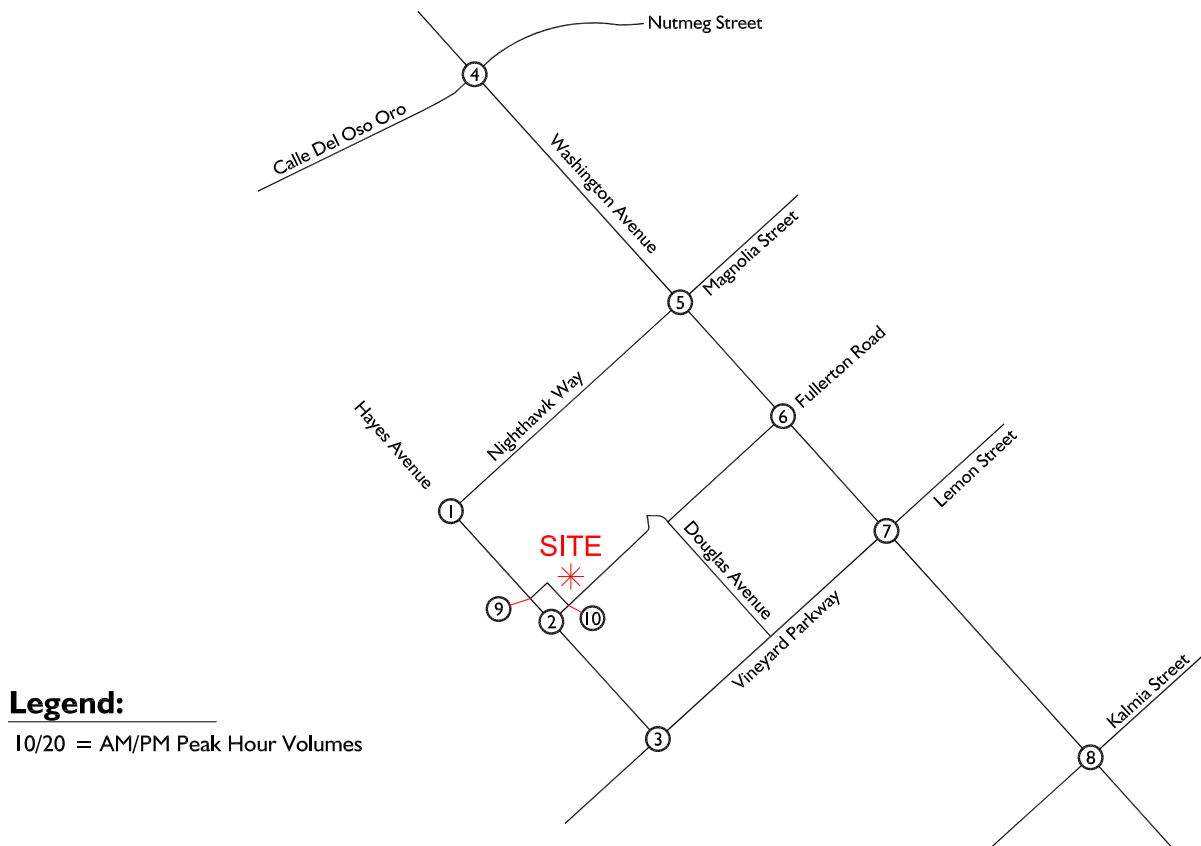 Nutmeg Street
4
Calle Del Oso Oro
Washington Avenue
Magnolia Street
5
Fullerton Road
6
Nighthawk Way
Hayes Avenue
Lemon Street
1
7
SITE
Douglas Avenue
9
2
10
Vineyard Parkway
Kalmia Street
3
8
Legend:
10/20 = AM/PM Peak Hour Volumes